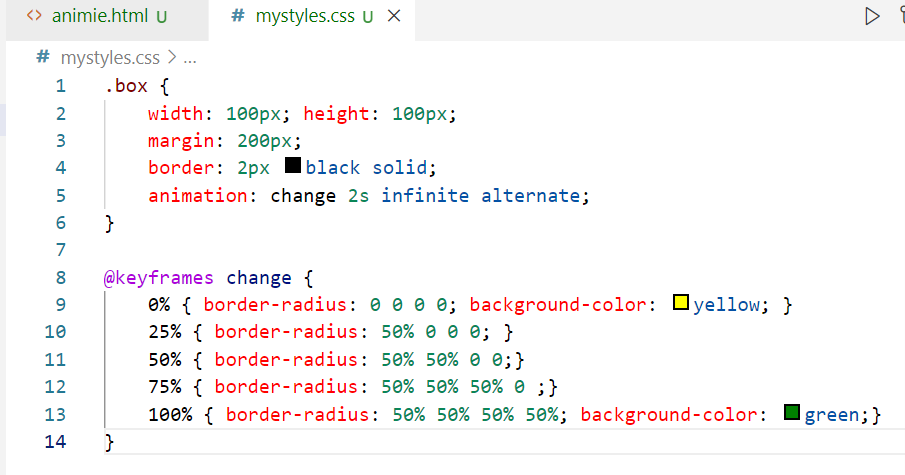 <> animie.html U # mystyles.css U ×
# mystyles.css > ...
1 .box {
2 width: 100px; height: 100px;
3 margin: 200px;
4 border: 2px black solid;
5 animation: change 2s infinite alternate;
6 }
7
8 @keyframes change {
9 0% { border-radius: 0 0 0 0; background-color: yellow; }
10 25% { border-radius: 50% 0 0 0; }
11 50% { border-radius: 50% 50% 0 0;}
12 75% { border-radius: 50% 50% 50% 0 ;}
13 100% { border-radius: 50% 50% 50% 50%; background-color: green;}
14 }